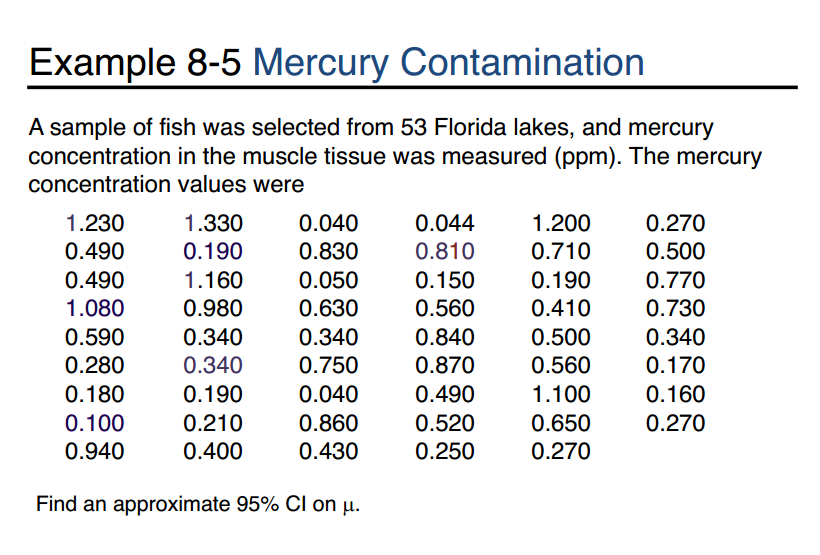 Example 8-5 Mercury Contamination
A sample of fish was selected from 53 Florida lakes, and mercury
concentration in the muscle tissue was measured (ppm). The mercury
concentration values were
1.230 1.330 0.040 0.044 1.200 0.270
0.490 0.190 0.830 0.810 0.710 0.500
0.490 1.160 0.050 0.150 0.190 0.770
1.080 0.980 0.630 0.560 0.410 0.730
0.590 0.340 0.340 0.840 0.500 0.340
0.280 0.340 0.750 0.870 0.560 0.170
0.180 0.190 0.040 0.490 1.100 0.160
0.100 0.210 0.860 0.520 0.650 0.270
0.940 0.400 0.430 0.250 0.270
Find an approximate 95% CI on μ.